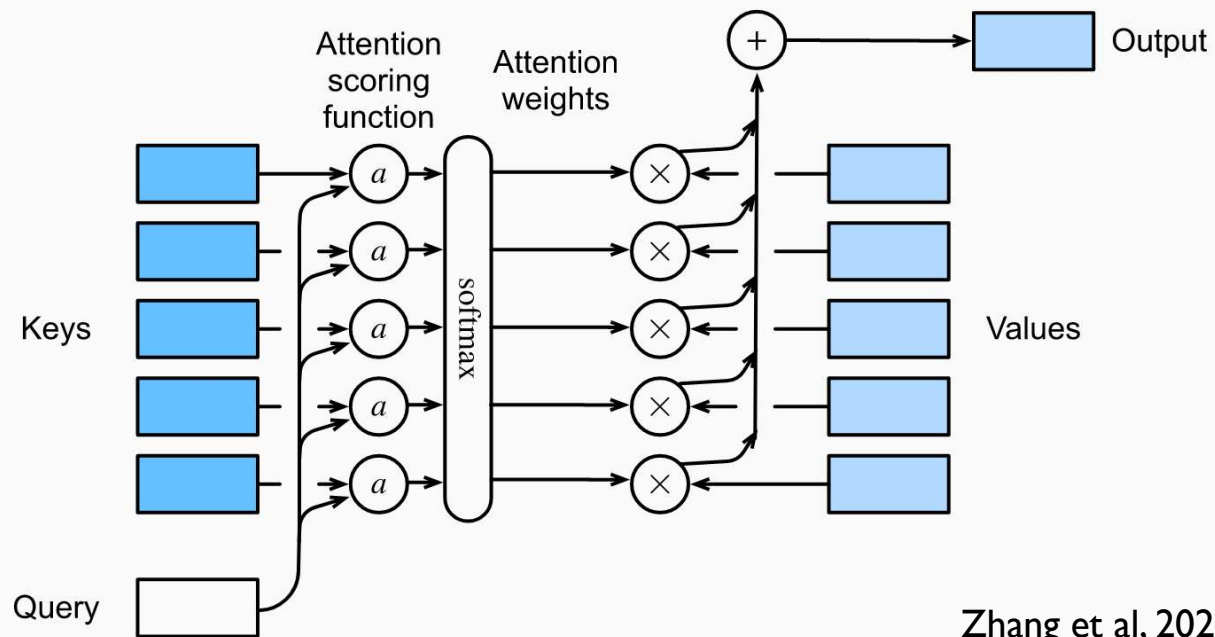 Attention
scoring
function
Attention
weights
+
Output
Keys
a
a
a
a
a
softmax
×
×
×
×
×
Values
Query
Zhang et al. 202